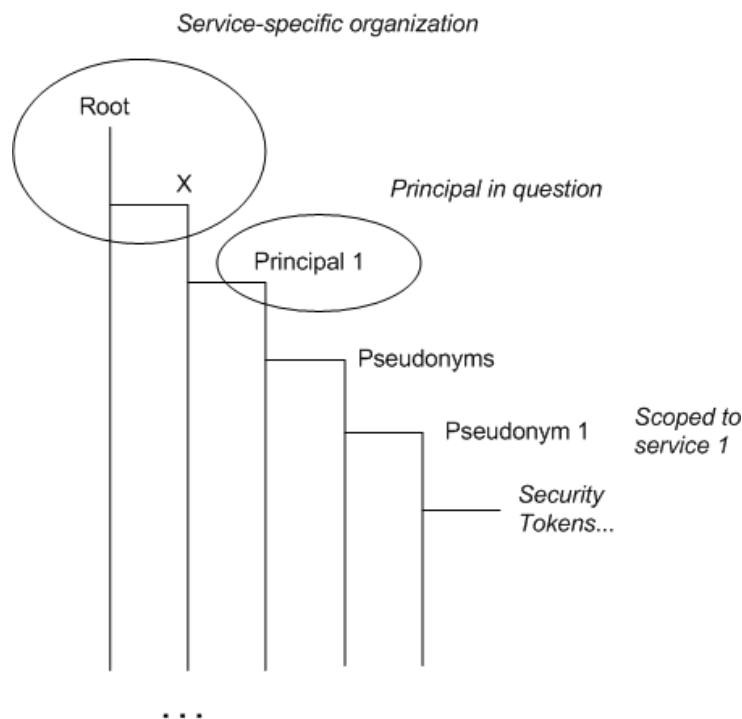 Service-specific organization
Root
X
Principal in question
Principal 1
Pseudonyms
Pseudonym 1
Scoped to
service 1
Security
Tokens...
...